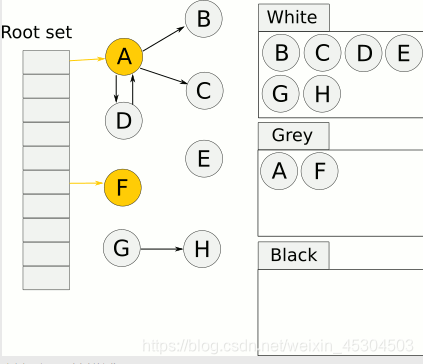 Root set
A
B
C
D
E
F
G
H
White
B C D E
G H
Grey
A F
Black
https://blog.csdn.net/weixin_45304503